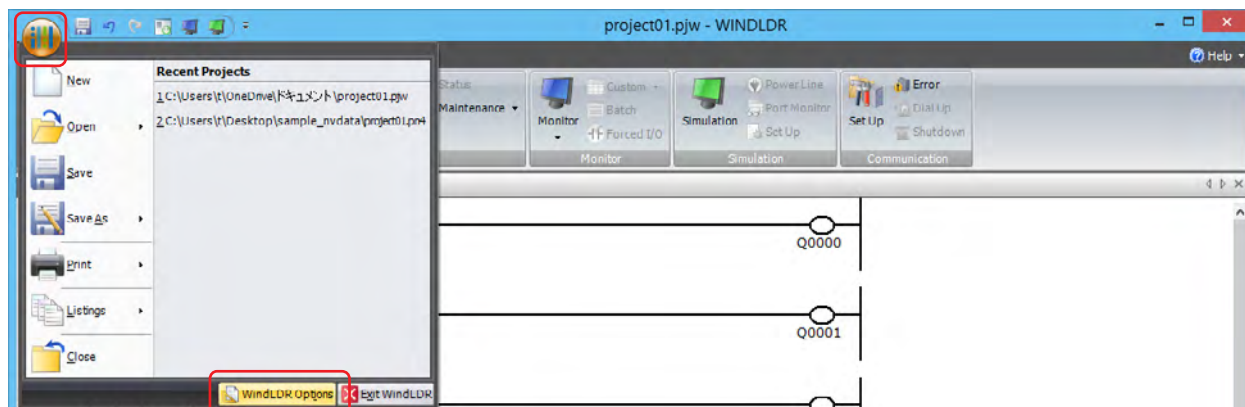 project01.pjw - WINDLDR
Help
New
Open
Save
Save As
Print
Listings
Close
Recent Projects
1 C:\Users\t\OneDrive\ドキュメント\project01.pjw
2 C:\Users\t\Desktop\sample_nvdata\project01.pn4
WindLDR Options
Exit WindLDR
Status
Maintenance
Monitor
Custom
Batch
Forced I/O
Monitor
Simulation
Power Line
Port Monitor
Set Up
Simulation
Set Up
Error
Dial Up
Shutdown
Communication
Q0000
Q0001